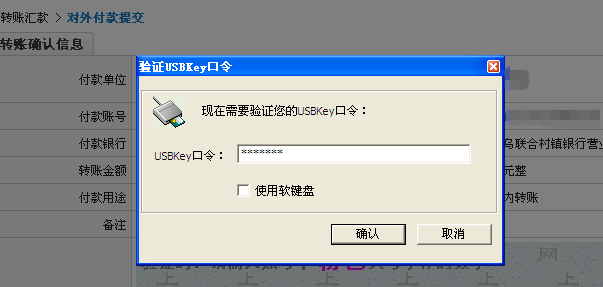 转账汇款 > 对外付款提交
转账确认信息
验证USBKey口令
付款单位
现在需要验证您的USBKey口令：
付款账号
付款银行
乌联合村镇银行营业
USBKey口令： *******
转账金额
元整
付款用途
使用软键盘
内转账
备注
确认 取消